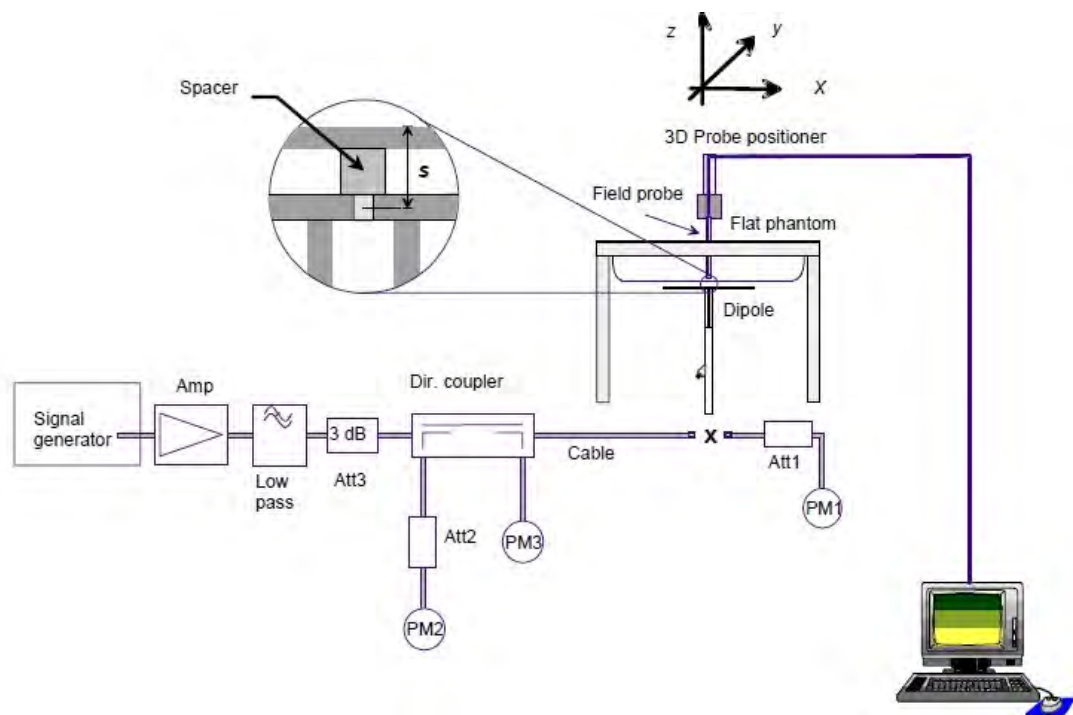 z
y
x
Spacer
s
3D Probe positioner
Field probe
Flat phantom
Dipole
Dir. coupler
Amp
Signal
generator
3 dB
Att3
Low
pass
Cable
x
Att1
PM1
Att2
PM3
PM2